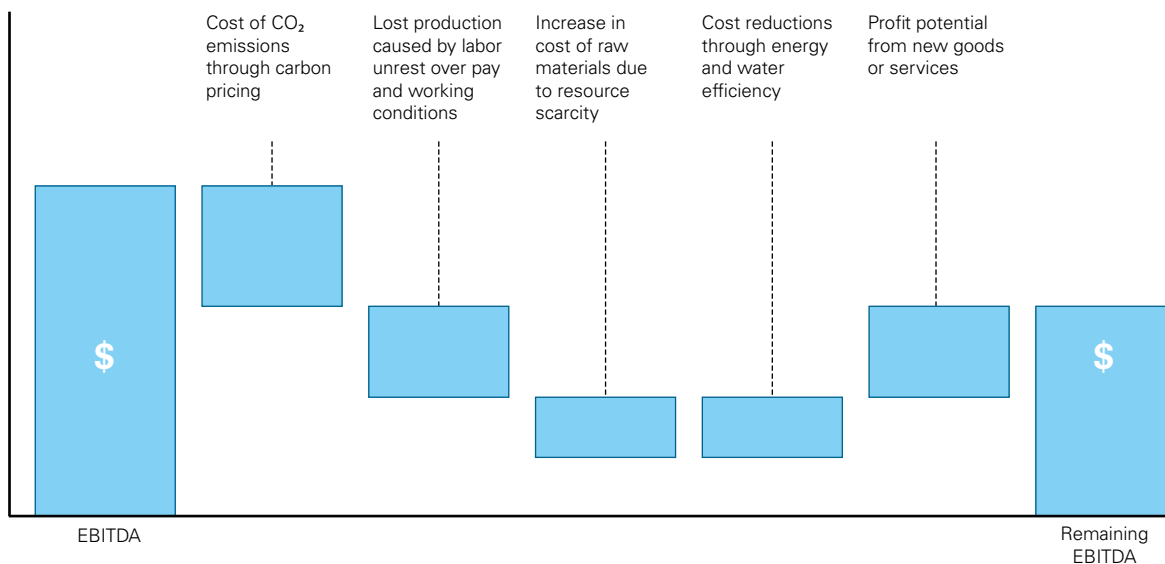 Cost of CO₂
emissions
through carbon
pricing
Lost production
caused by labor
unrest over pay
and working
conditions
Increase in
cost of raw
materials due
to resource
scarcity
Cost reductions
through energy
and water
efficiency
Profit potential
from new goods
or services
$
$
EBITDA
Remaining
EBITDA